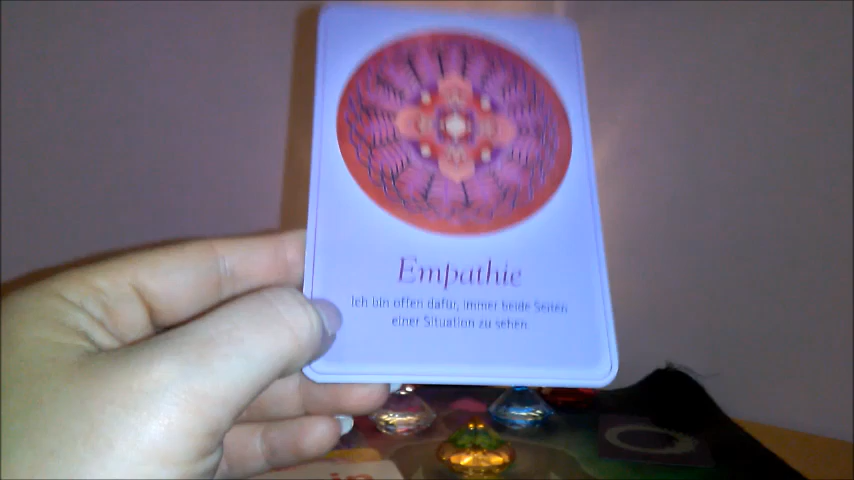 Empathie
Ich bin offen dafür, immer beide Seiten
einer Situation zu sehen.